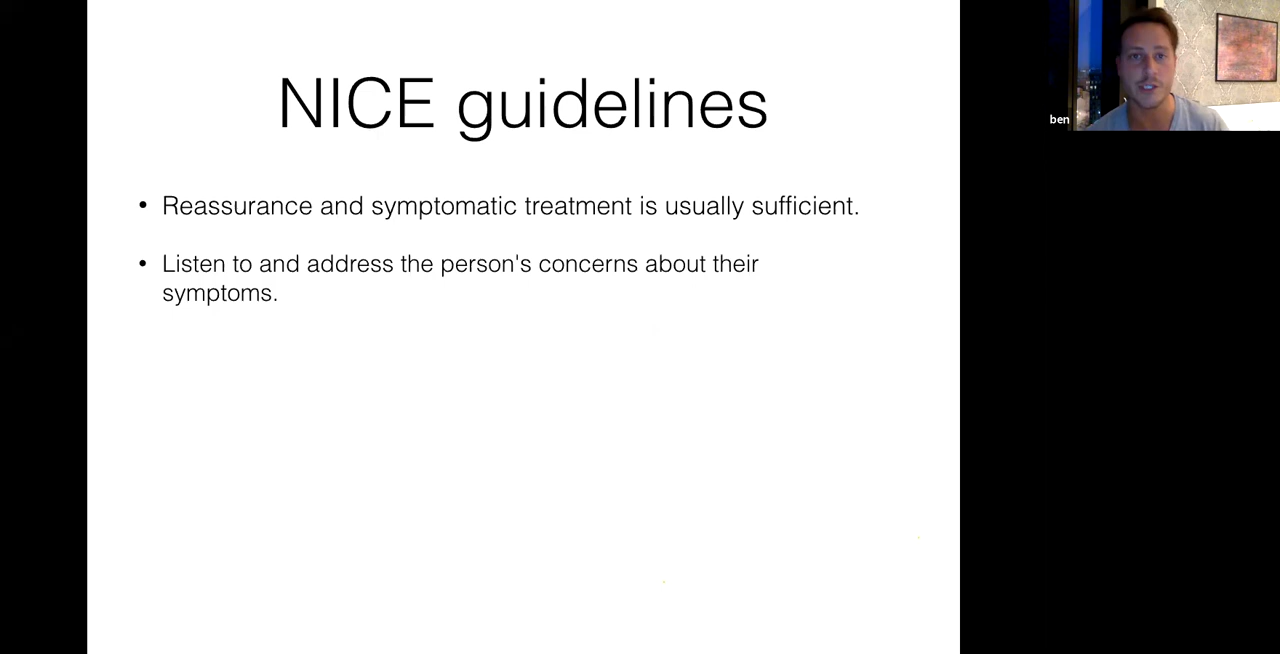 NICE guidelines
• Reassurance and symptomatic treatment is usually sufficient.
• Listen to and address the person's concerns about their
symptoms.
ben